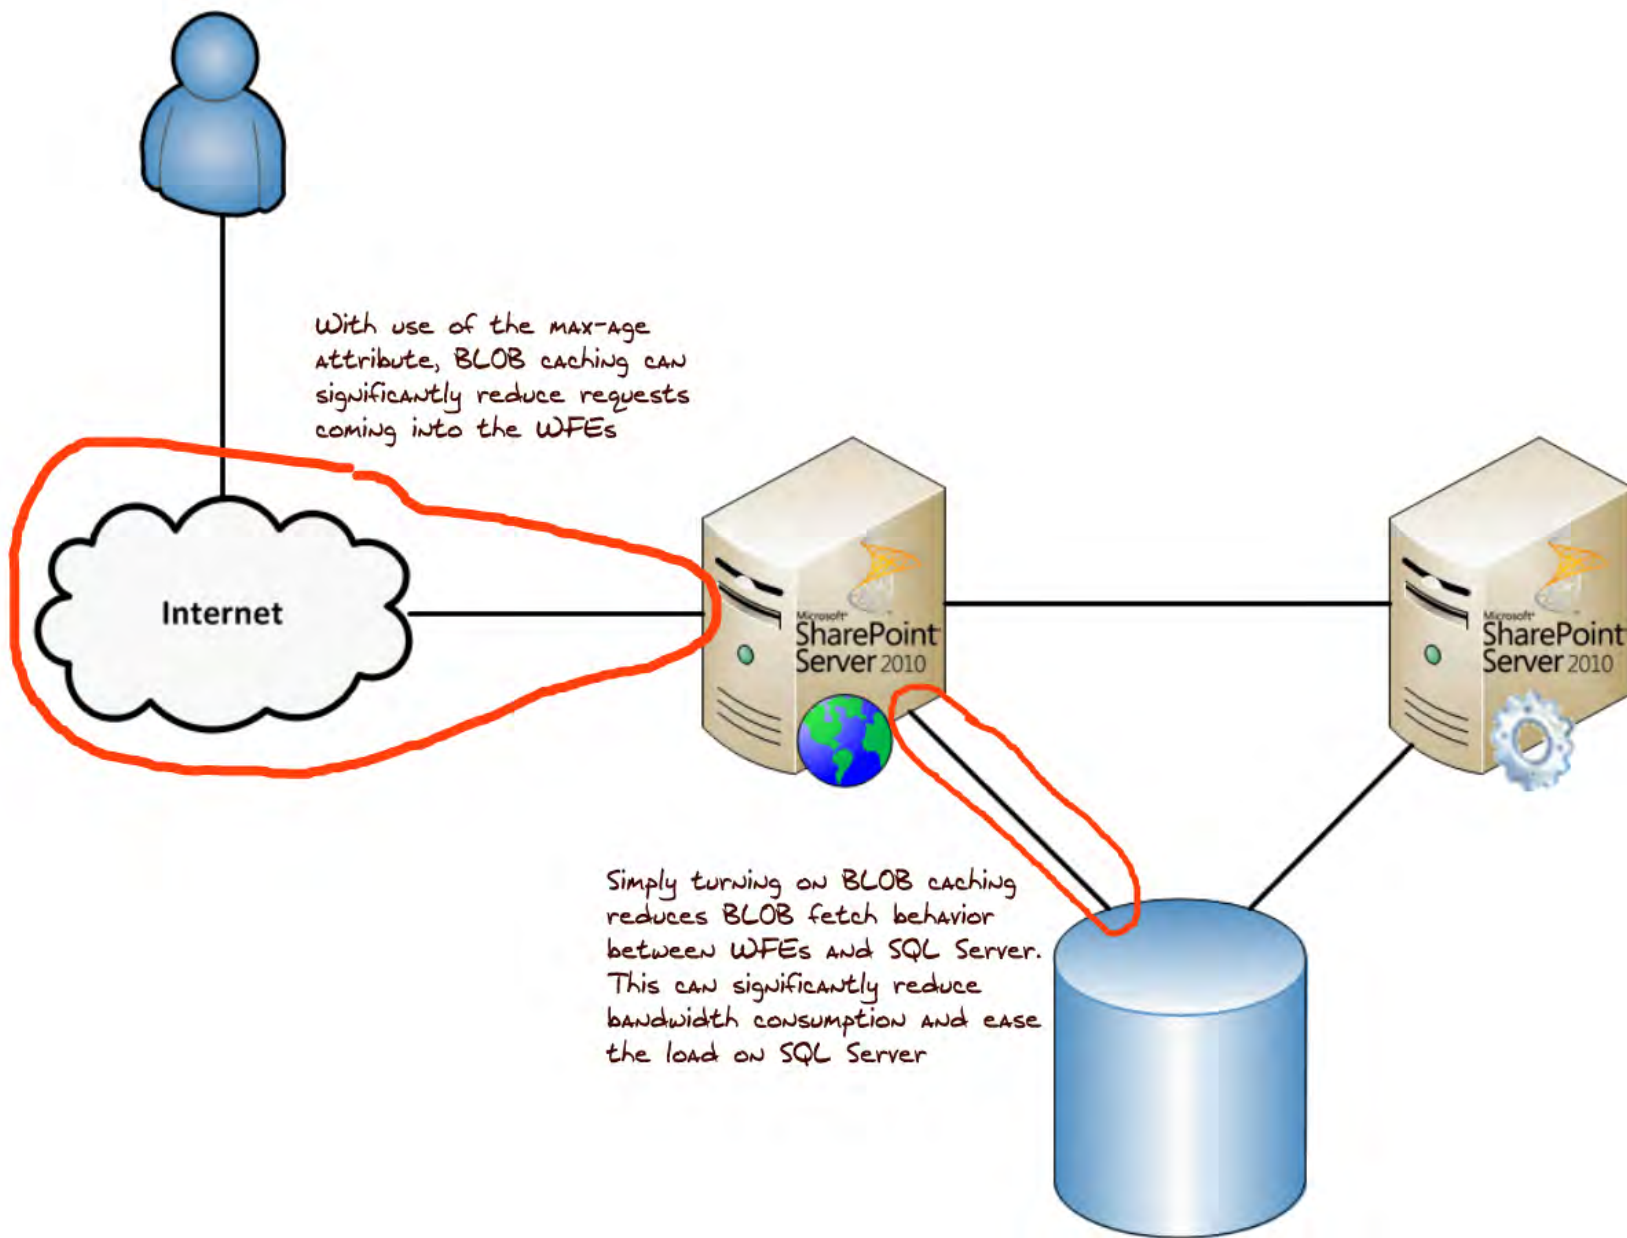 With use of the max-age
attribute, BLOB caching can
significantly reduce requests
coming into the WFEs
Internet
Microsoft
SharePoint
Server 2010
Microsoft
SharePoint
Server 2010
Simply turning on BLOB caching
reduces BLOB fetch behavior
between WFEs and SQL Server.
This can significantly reduce
bandwidth consumption and ease
the load on SQL Server